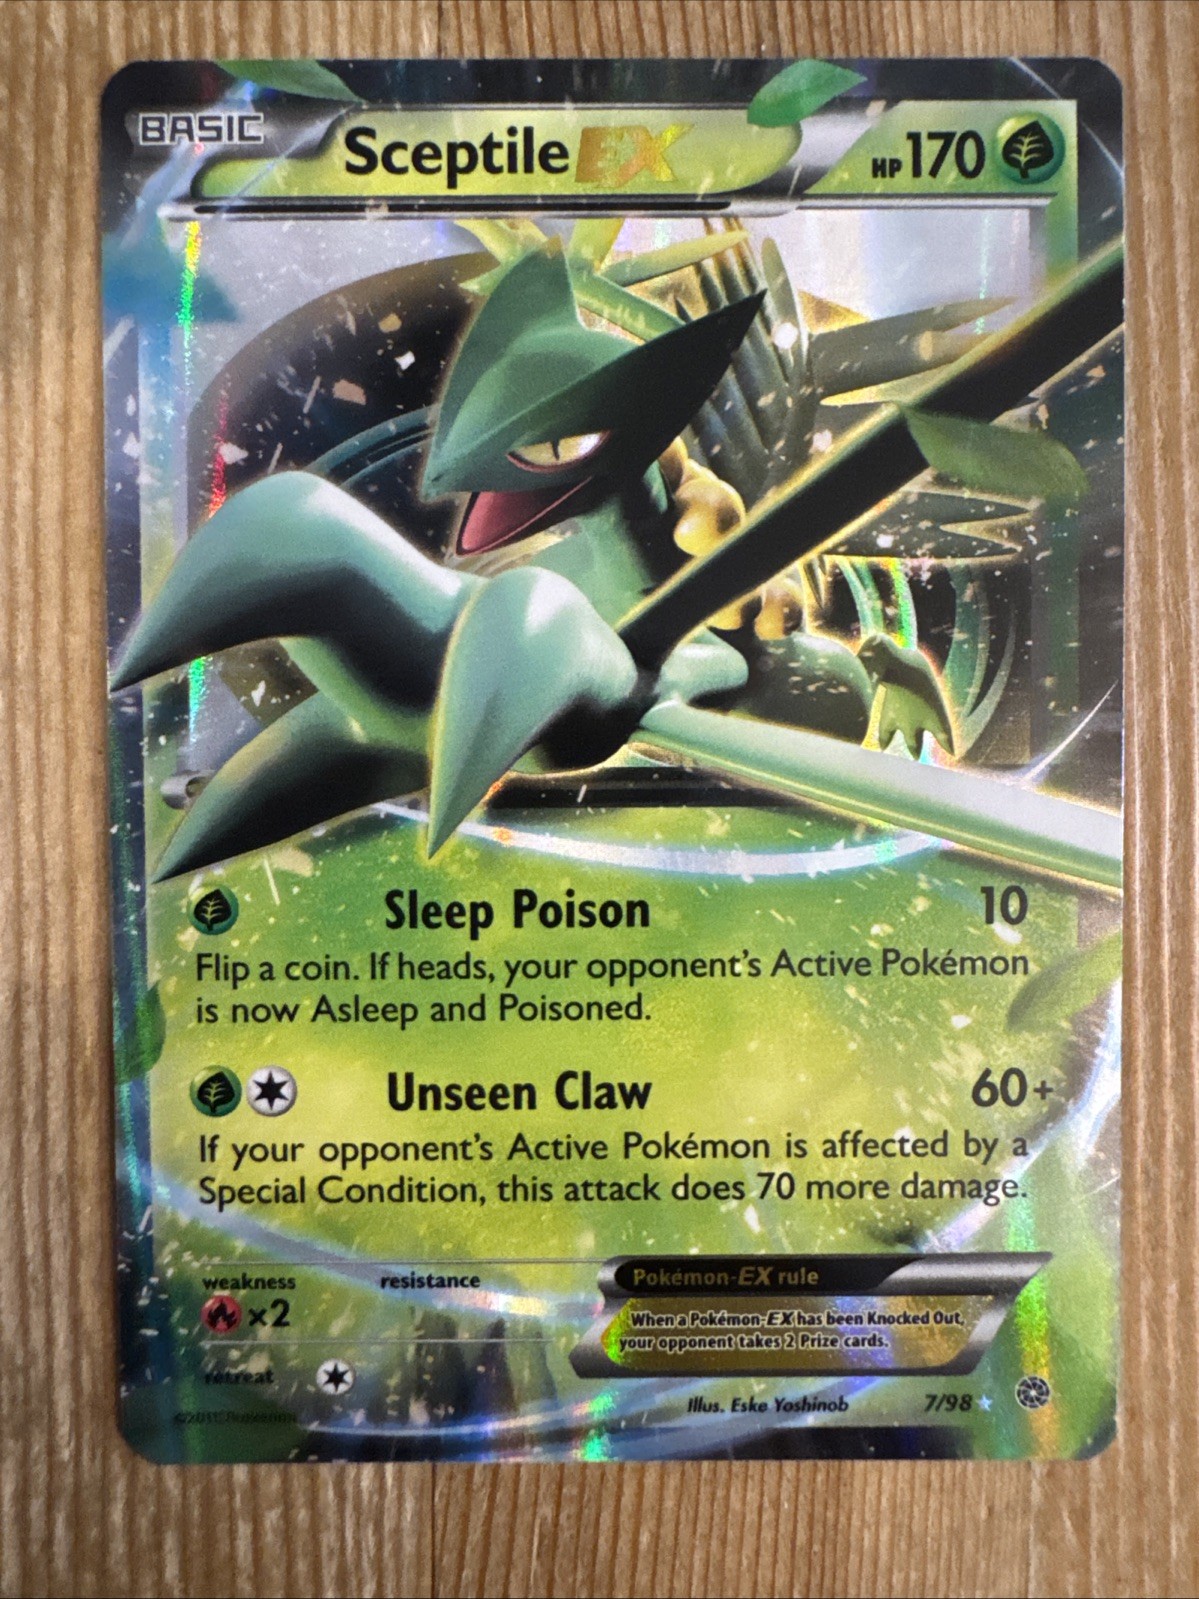 BASIC
Sceptile EX
HP 170
Sleep Poison 10
Flip a coin. If heads, your opponent's Active Pokémon
is now Asleep and Poisoned.
Unseen Claw 60+
If your opponent's Active Pokémon is affected by a
Special Condition, this attack does 70 more damage.
weakness resistance
×2
Pokémon-EX rule
When a Pokémon-EX has been Knocked Out,
your opponent takes 2 Prize cards.
retreat
Illus. Eske Yoshinob 7/98